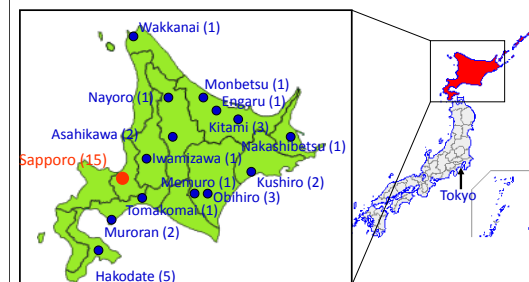 Wakkanai (1)
Monbetsu (1)
Nayoro (1)
Engaru (1)
Kitami (3)
Asahikawa (2)
Nakashibetsu (1)
Sapporo (15)
Iwamizawa (1)
Kushiro (2)
Memuro (1)
Obihiro (3)
Tomakomai (1)
Muroran (2)
Hakodate (5)
Tokyo